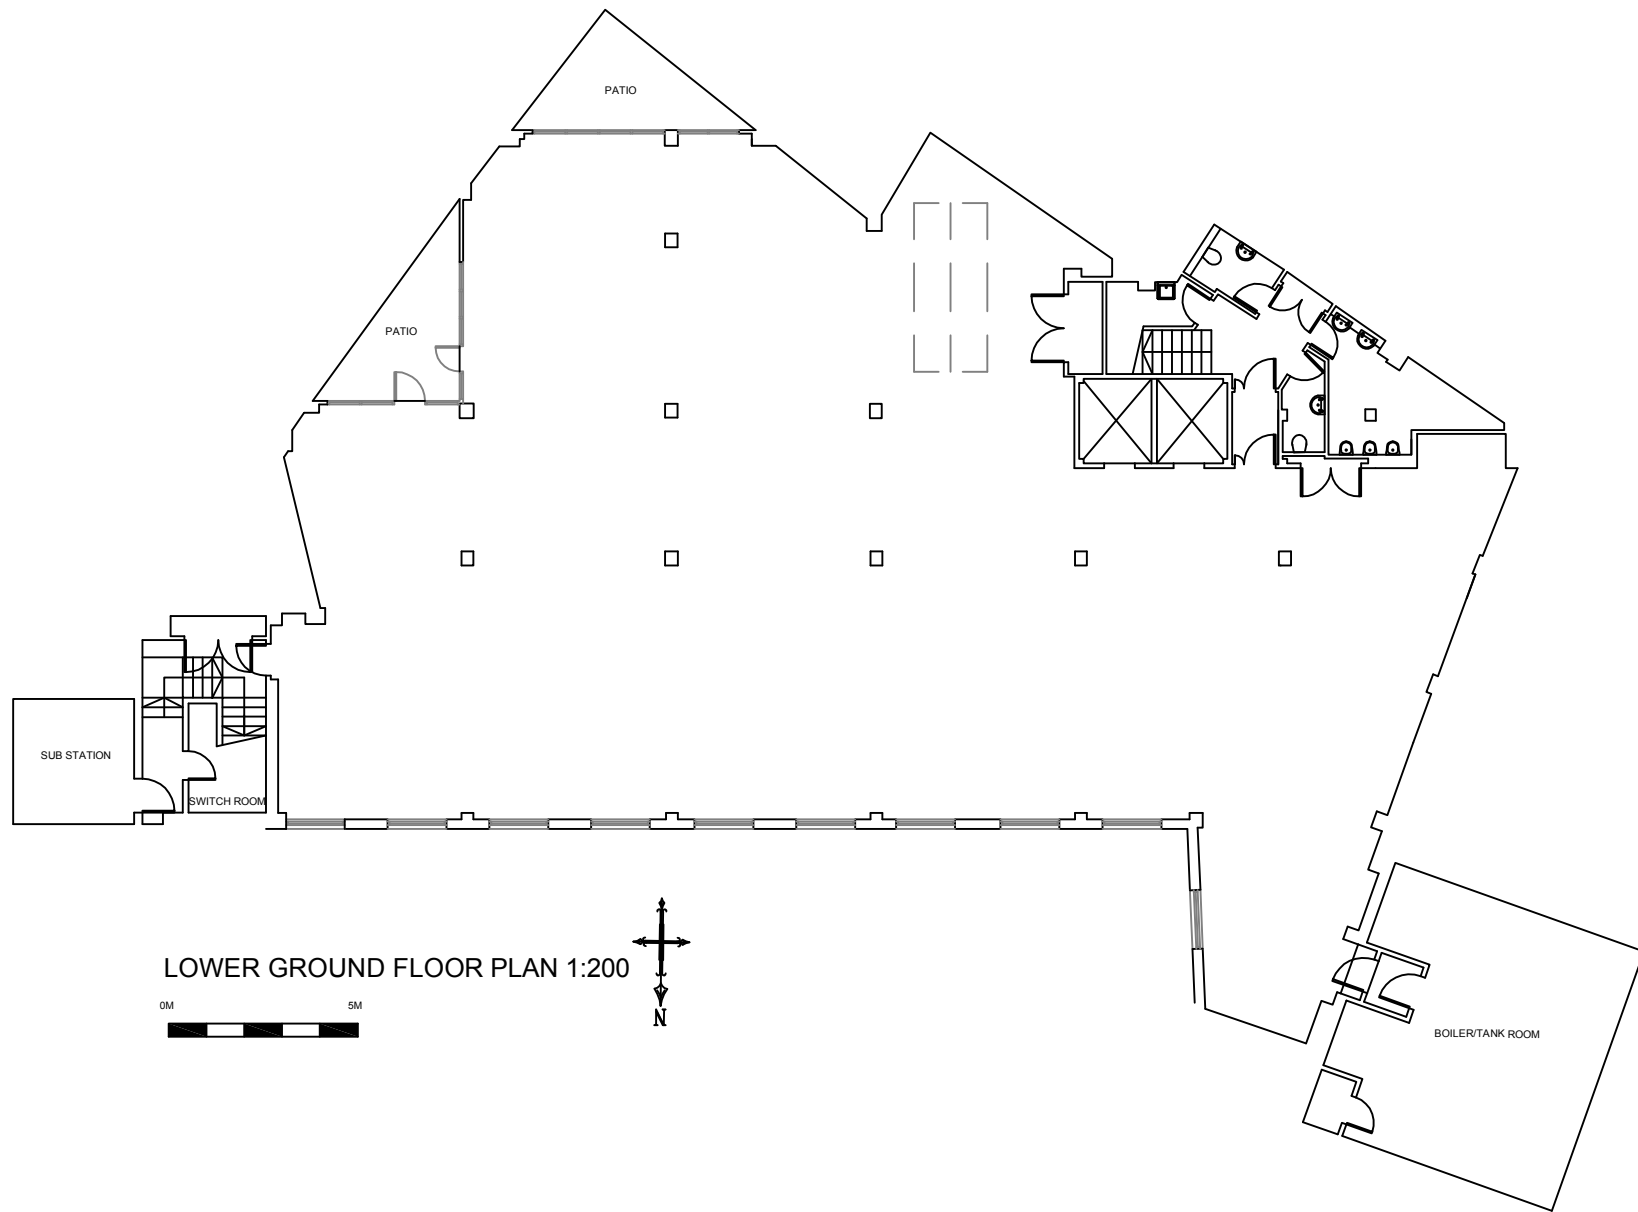 PATIO
PATIO
SUB STATION
SWITCH ROOM
LOWER GROUND FLOOR PLAN 1:200
0M 5M
N
BOILER/TANK ROOM